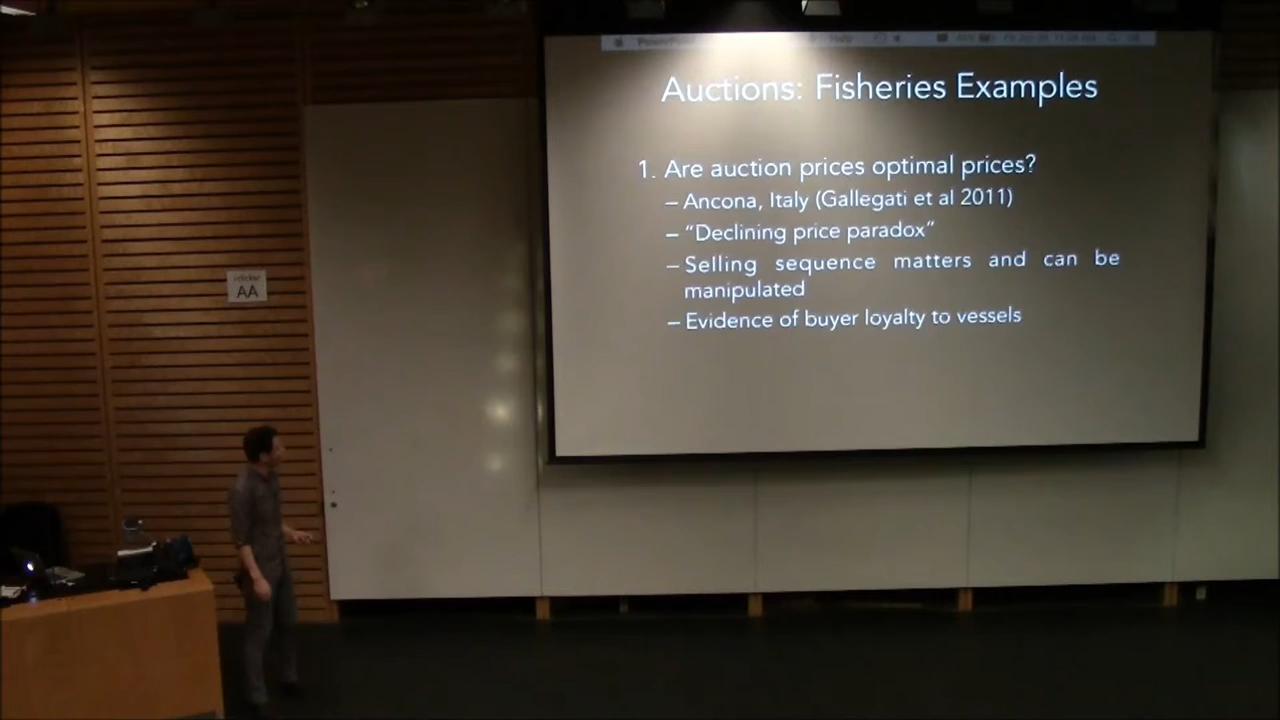 Help
Auctions: Fisheries Examples
1. Are auction prices optimal prices?
– Ancona, Italy (Gallegati et al 2011)
– “Declining price paradox”
– Selling sequence matters and can be
manipulated
– Evidence of buyer loyalty to vessels
AA